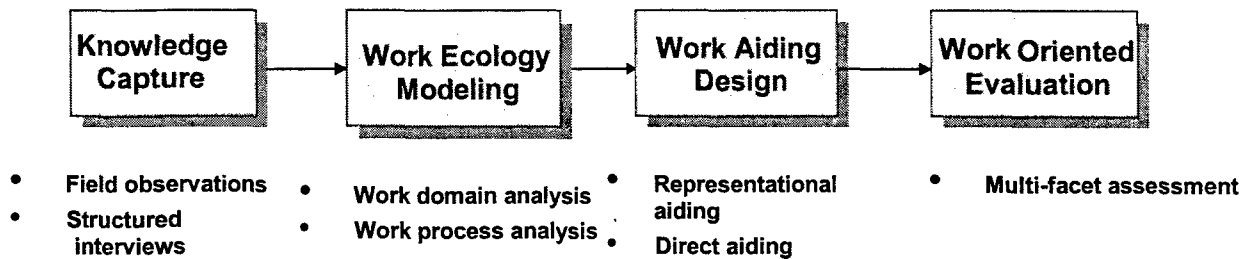 Knowledge
Capture
Work Ecology
Modeling
Work Aiding
Design
Work Oriented
Evaluation
• Field observations
• Structured
interviews
• Work domain analysis
• Work process analysis
• Representational
aiding
• Direct aiding
• Multi-facet assessment